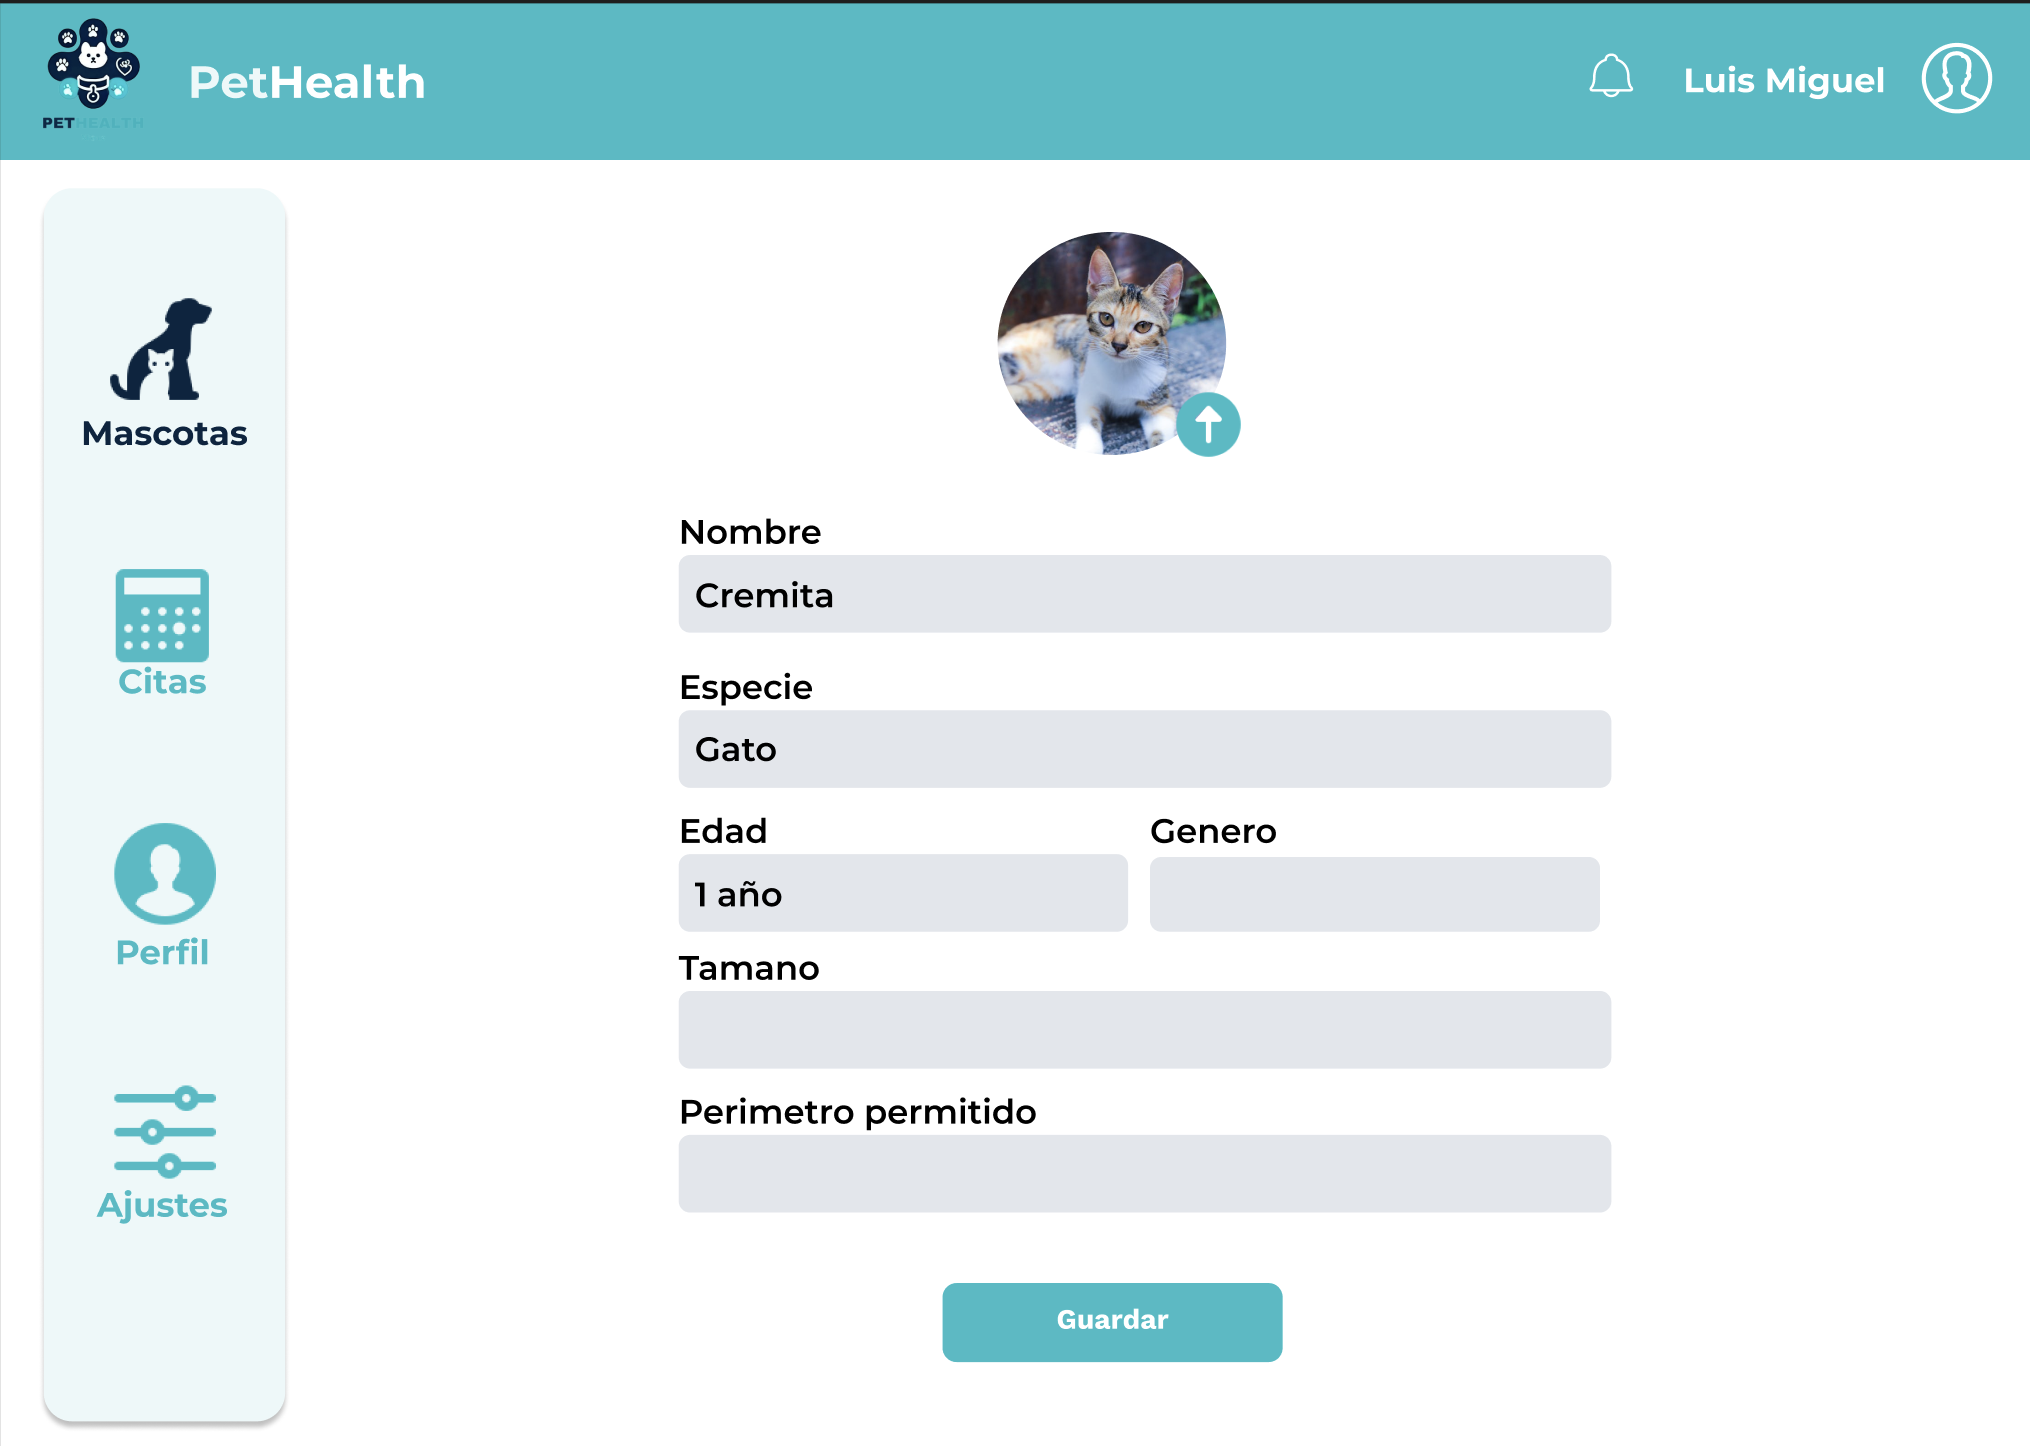 PETHEALTH
PetHealth
Luis Miguel
Mascotas
Citas
Perfil
Ajustes
Nombre
Cremita
Especie
Gato
Edad
Genero
1 año
Tamano
Perimetro permitido
Guardar